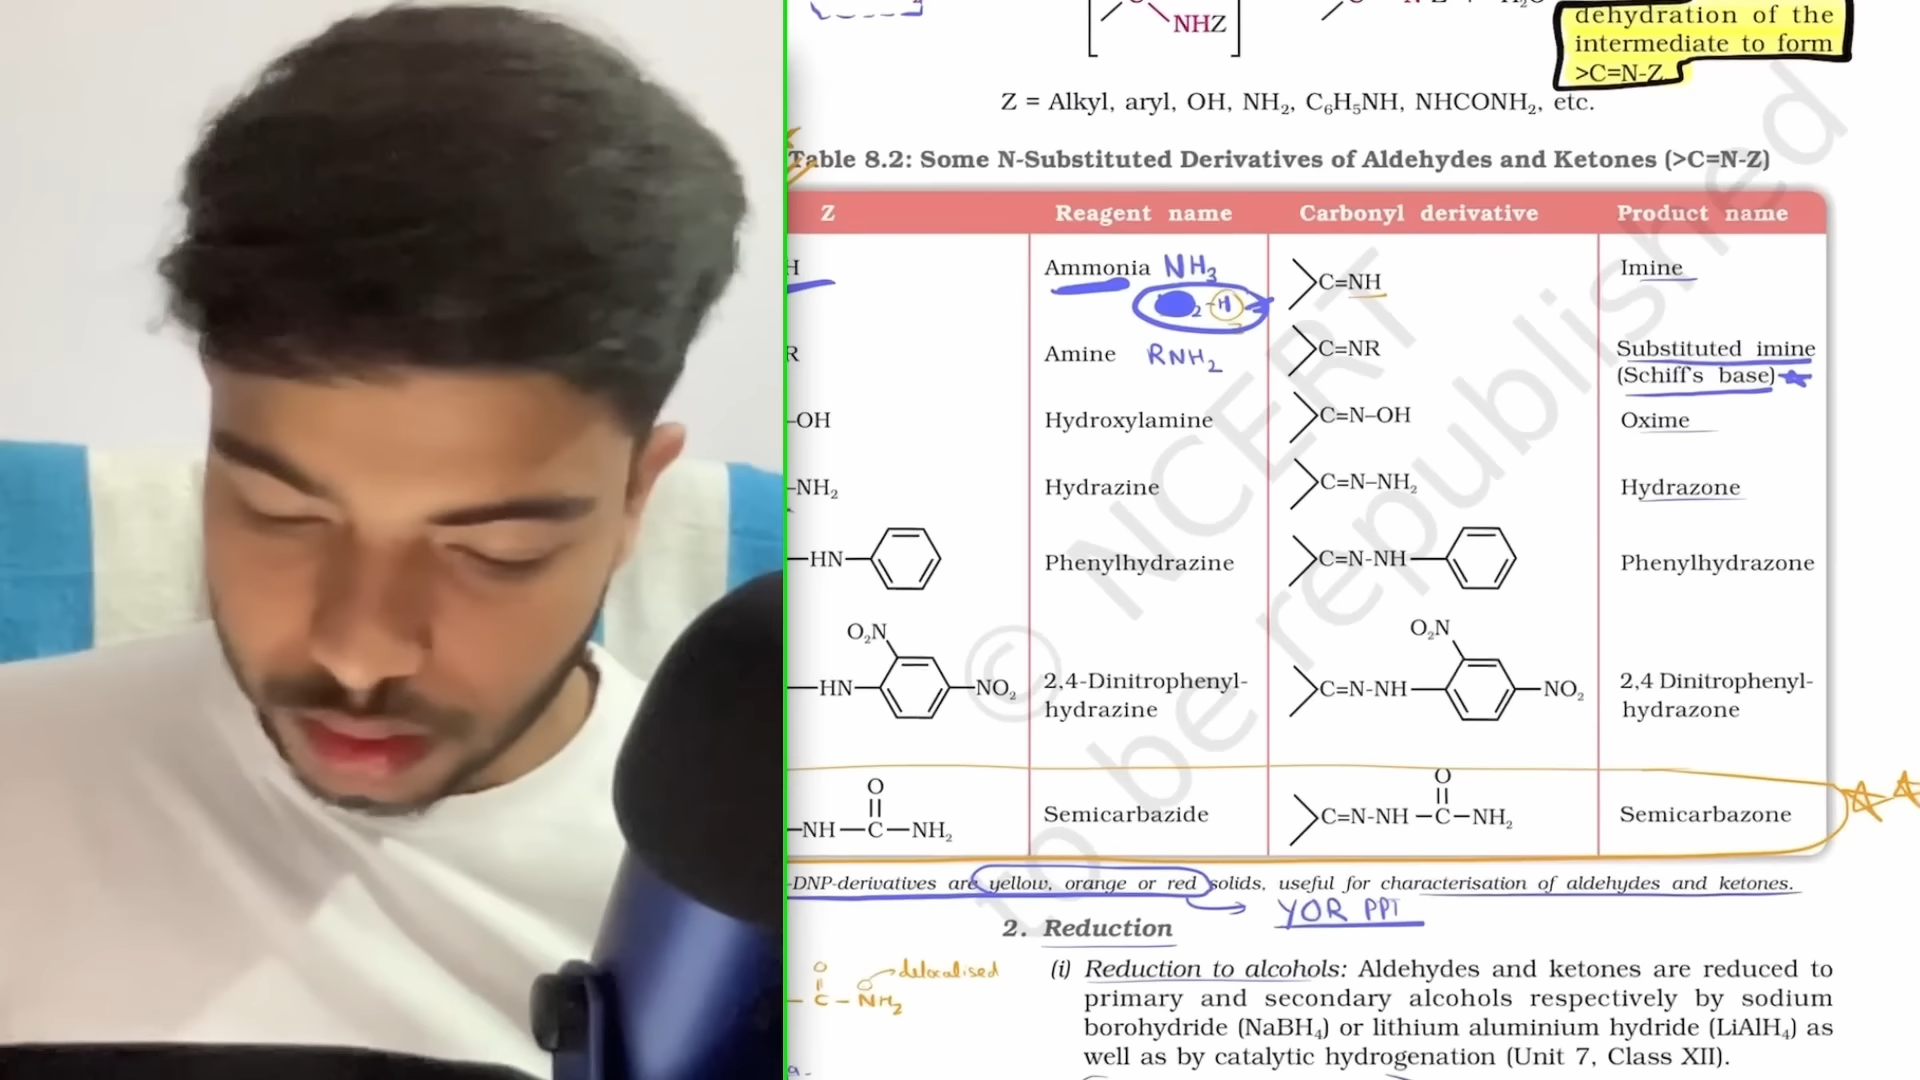 NHZ
dehydration of the
intermediate to form
>C=N-Z
Z = Alkyl, aryl, OH, NH₂, C₆H₅NH, NHCONH₂, etc.
Table 8.2: Some N-Substituted Derivatives of Aldehydes and Ketones (>C=N-Z)
Z Reagent name Carbonyl derivative Product name
H Ammonia NH₃ C=NH Imine
₂-H
R Amine RNH₂ C=NR Substituted imine
(Schiff's base)
–OH Hydroxylamine C=N–OH Oxime
–NH₂ Hydrazine C=N–NH₂ Hydrazone
–HN– Phenylhydrazine C=N-NH– Phenylhydrazone
O₂N O₂N
–HN– –NO₂ 2,4-Dinitrophenyl- C=N-NH– –NO₂ 2,4 Dinitrophenyl-
hydrazine hydrazone
O O
–NH–C–NH₂ Semicarbazide C=N-NH–C–NH₂ Semicarbazone
-DNP-derivatives are yellow, orange or red solids, useful for characterisation of aldehydes and ketones.
YOR PPT
2. Reduction
O delocalised
– C – NH₂
(i) Reduction to alcohols: Aldehydes and ketones are reduced to
primary and secondary alcohols respectively by sodium
borohydride (NaBH₄) or lithium aluminium hydride (LiAlH₄) as
well as by catalytic hydrogenation (Unit 7, Class XII).
© NCERT
to be republished